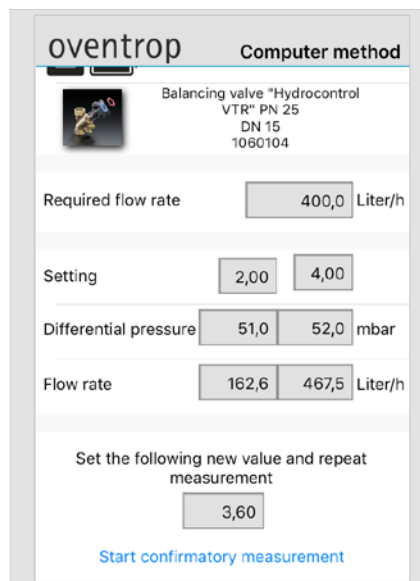 oventrop
Computer method
Balancing valve "Hydrocontrol
VTR" PN 25
DN 15
1060104
Required flow rate 400,0 Liter/h
Setting 2,00 4,00
Differential pressure 51,0 52,0 mbar
Flow rate 162,6 467,5 Liter/h
Set the following new value and repeat
measurement
3,60
Start confirmatory measurement